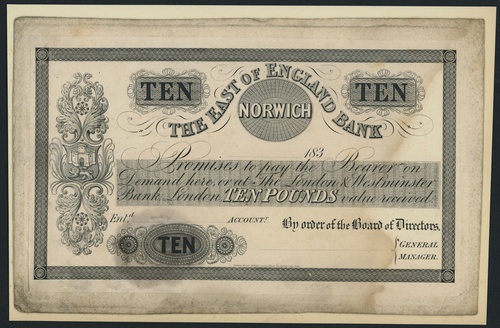 TEN TEN
THE EAST OF ENGLAND BANK
NORWICH
183
Promises to pay the Bearer on
Demand here, or at The London & Westminster
Bank London TEN POUNDS value received.
Entd. ACCOUNTt. By order of the Board of Directors.
TEN
GENERAL
MANAGER.